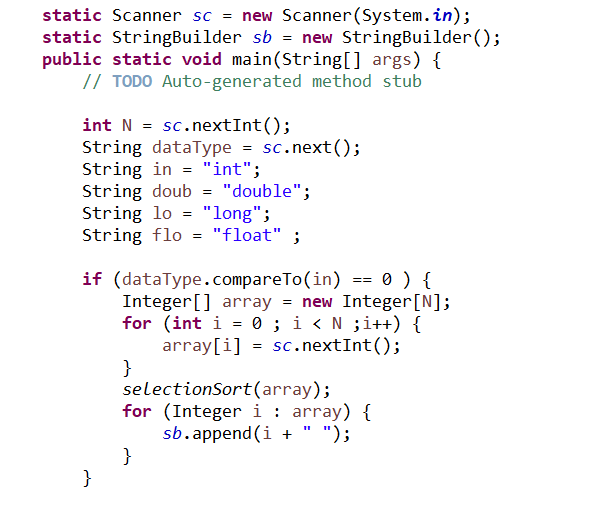 static Scanner sc = new Scanner(System.in);
static StringBuilder sb = new StringBuilder();
public static void main(String[] args) {
    // TODO Auto-generated method stub

    int N = sc.nextInt();
    String dataType = sc.next();
    String in = "int";
    String doub = "double";
    String lo = "long";
    String flo = "float" ;

    if (dataType.compareTo(in) == 0 ) {
        Integer[] array = new Integer[N];
        for (int i = 0 ; i < N ;i++) {
            array[i] = sc.nextInt();
        }
        selectionSort(array);
        for (Integer i : array) {
            sb.append(i + " ");
        }
    }